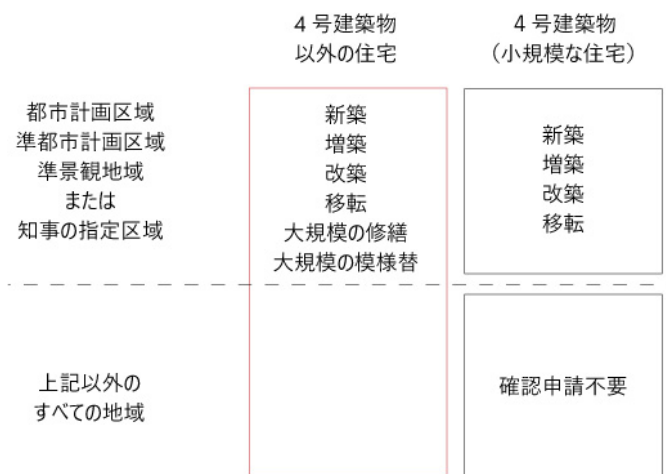 4 号建築物
以外の住宅
4 号建築物
（小規模な住宅）
都市計画区域
準都市計画区域
準景観地域
または
知事の指定区域
新築
増築
改築
移転
大規模の修繕
大規模の模様替
新築
増築
改築
移転
上記以外の
すべての地域
確認申請不要